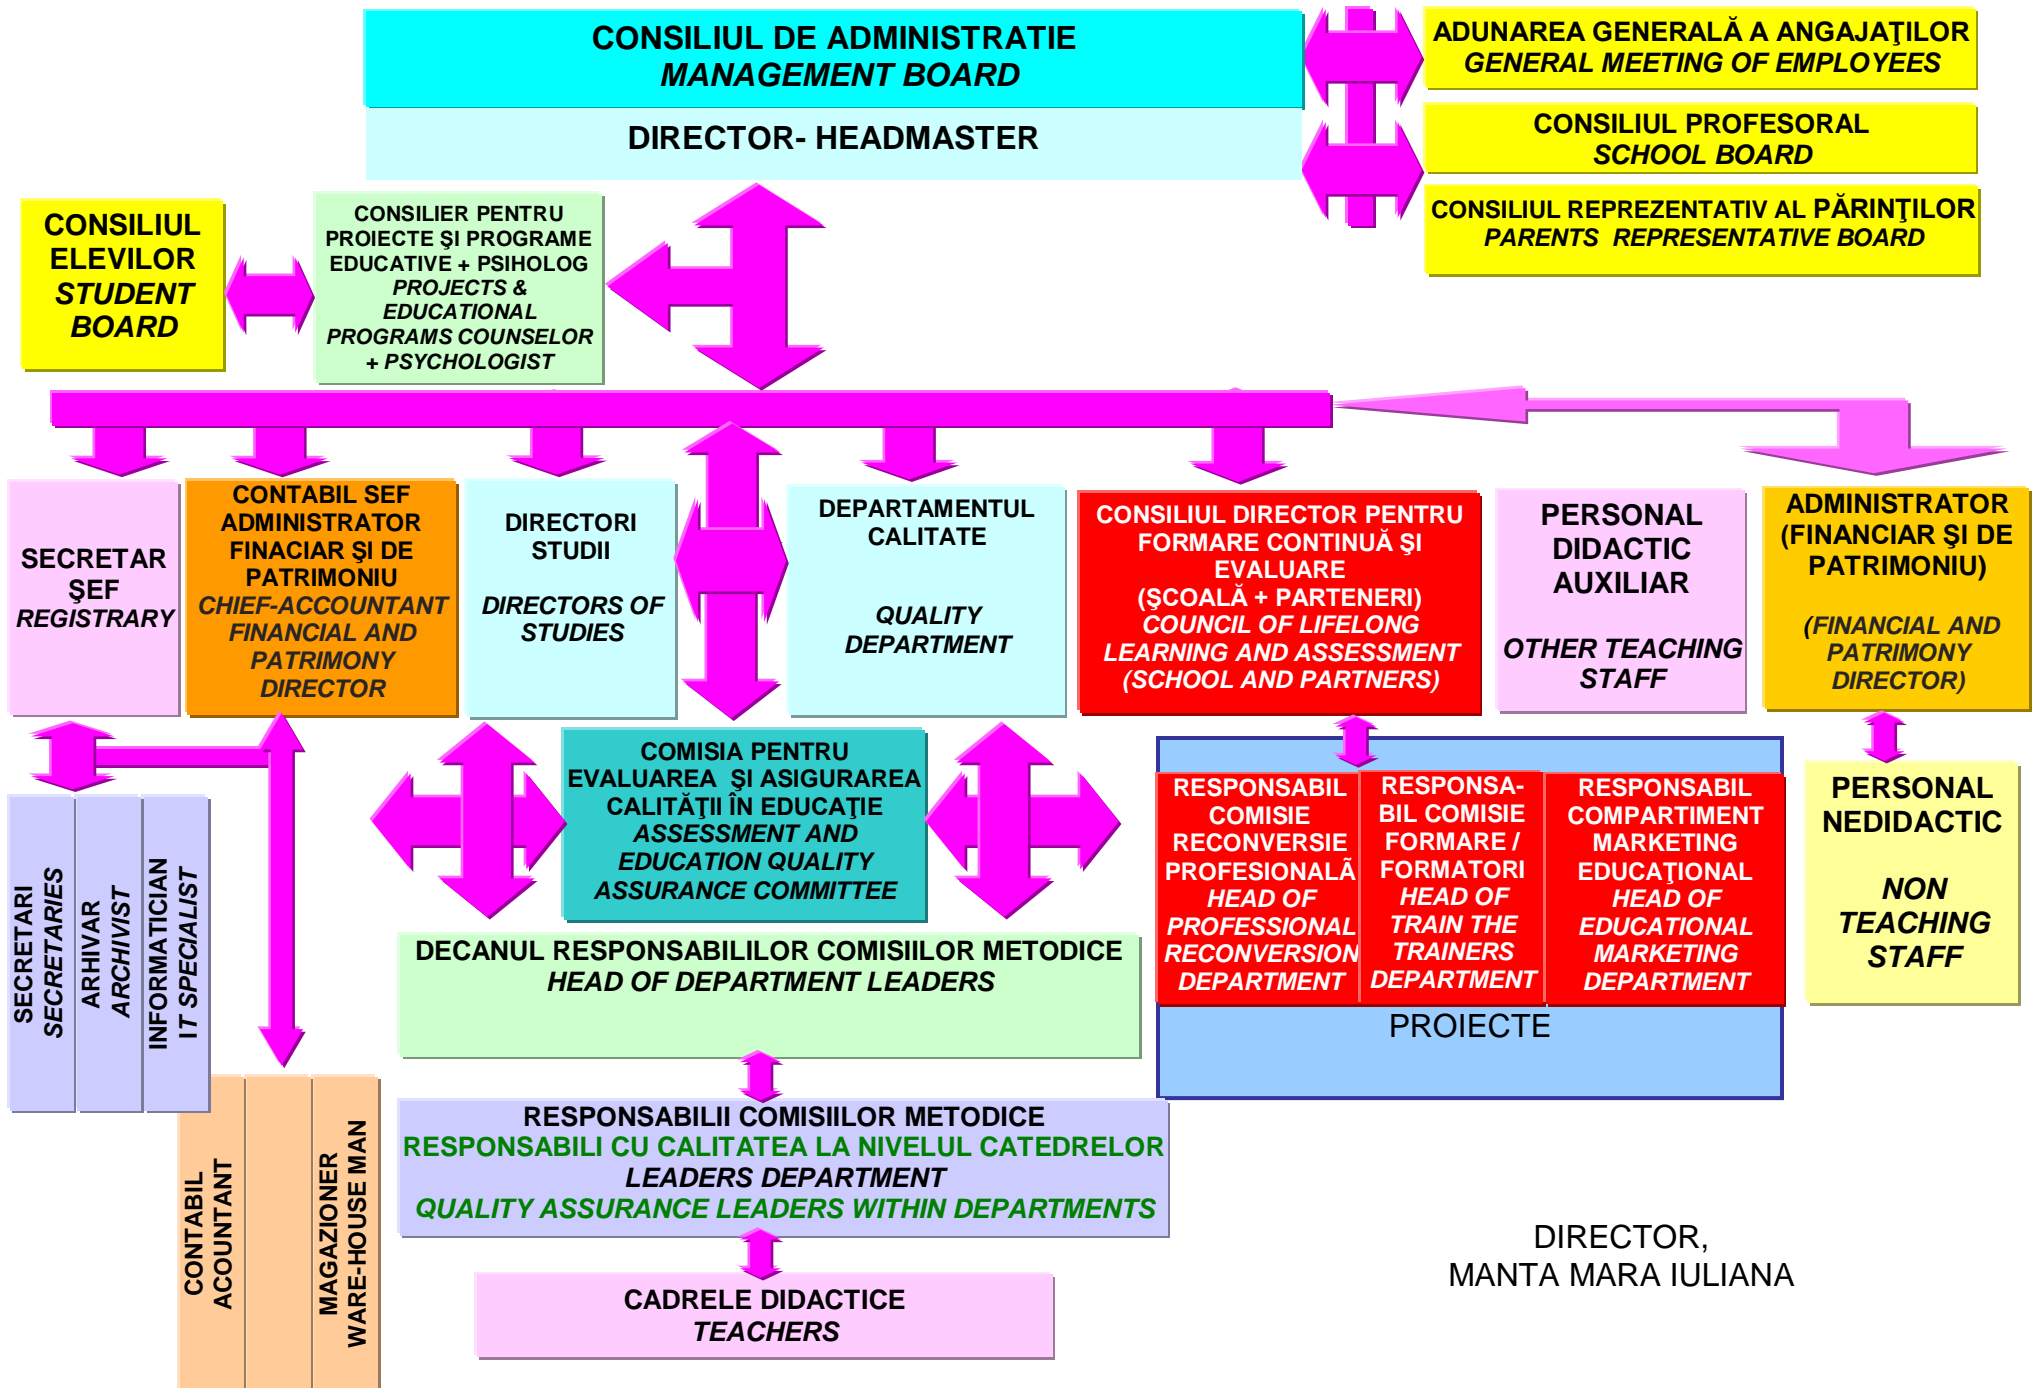 CONSILIUL DE ADMINISTRATIE
MANAGEMENT BOARD
DIRECTOR- HEADMASTER
ADUNAREA GENERALĂ A ANGAJAŢILOR
GENERAL MEETING OF EMPLOYEES
CONSILIUL PROFESORAL
SCHOOL BOARD
CONSILIUL REPREZENTATIV AL PĂRINŢILOR
PARENTS REPRESENTATIVE BOARD
CONSILIUL
ELEVILOR
STUDENT
BOARD
CONSILIER PENTRU
PROIECTE ŞI PROGRAME
EDUCATIVE + PSIHOLOG
PROJECTS &
EDUCATIONAL
PROGRAMS COUNSELOR
+ PSYCHOLOGIST
SECRETAR
ŞEF
REGISTRARY
CONTABIL SEF
ADMINISTRATOR
FINACIAR ŞI DE
PATRIMONIU
CHIEF-ACCOUNTANT
FINANCIAL AND
PATRIMONY
DIRECTOR
DIRECTORI
STUDII
DIRECTORS OF
STUDIES
DEPARTAMENTUL
CALITATE
QUALITY
DEPARTMENT
CONSILIUL DIRECTOR PENTRU
FORMARE CONTINUĂ ŞI
EVALUARE
(ŞCOALĂ + PARTENERI)
COUNCIL OF LIFELONG
LEARNING AND ASSESSMENT
(SCHOOL AND PARTNERS)
PERSONAL
DIDACTIC
AUXILIAR
OTHER TEACHING
STAFF
ADMINISTRATOR
(FINANCIAR ŞI DE
PATRIMONIU)
(FINANCIAL AND
PATRIMONY
DIRECTOR)
COMISIA PENTRU
EVALUAREA ŞI ASIGURAREA
CALITĂŢII ÎN EDUCAŢIE
ASSESSMENT AND
EDUCATION QUALITY
ASSURANCE COMMITTEE
RESPONSABIL
COMISIE
RECONVERSIE
PROFESIONALÃ
HEAD OF
PROFESSIONAL
RECONVERSION
DEPARTMENT
RESPONSA-
BIL COMISIE
FORMARE /
FORMATORI
HEAD OF
TRAIN THE
TRAINERS
DEPARTMENT
RESPONSABIL
COMPARTIMENT
MARKETING
EDUCAŢIONAL
HEAD OF
EDUCATIONAL
MARKETING
DEPARTMENT
PROIECTE
PERSONAL
NEDIDACTIC
NON
TEACHING
STAFF
SECRETARI
SECRETARIES
ARHIVAR
ARCHIVIST
INFORMATICIAN
IT SPECIALIST
DECANUL RESPONSABILILOR COMISIILOR METODICE
HEAD OF DEPARTMENT LEADERS
CONTABIL
ACOUNTANT
MAGAZIONER
WARE-HOUSE MAN
RESPONSABILII COMISIILOR METODICE
RESPONSABILI CU CALITATEA LA NIVELUL CATEDRELOR
LEADERS DEPARTMENT
QUALITY ASSURANCE LEADERS WITHIN DEPARTMENTS
CADRELE DIDACTICE
TEACHERS
DIRECTOR,
MANTA MARA IULIANA